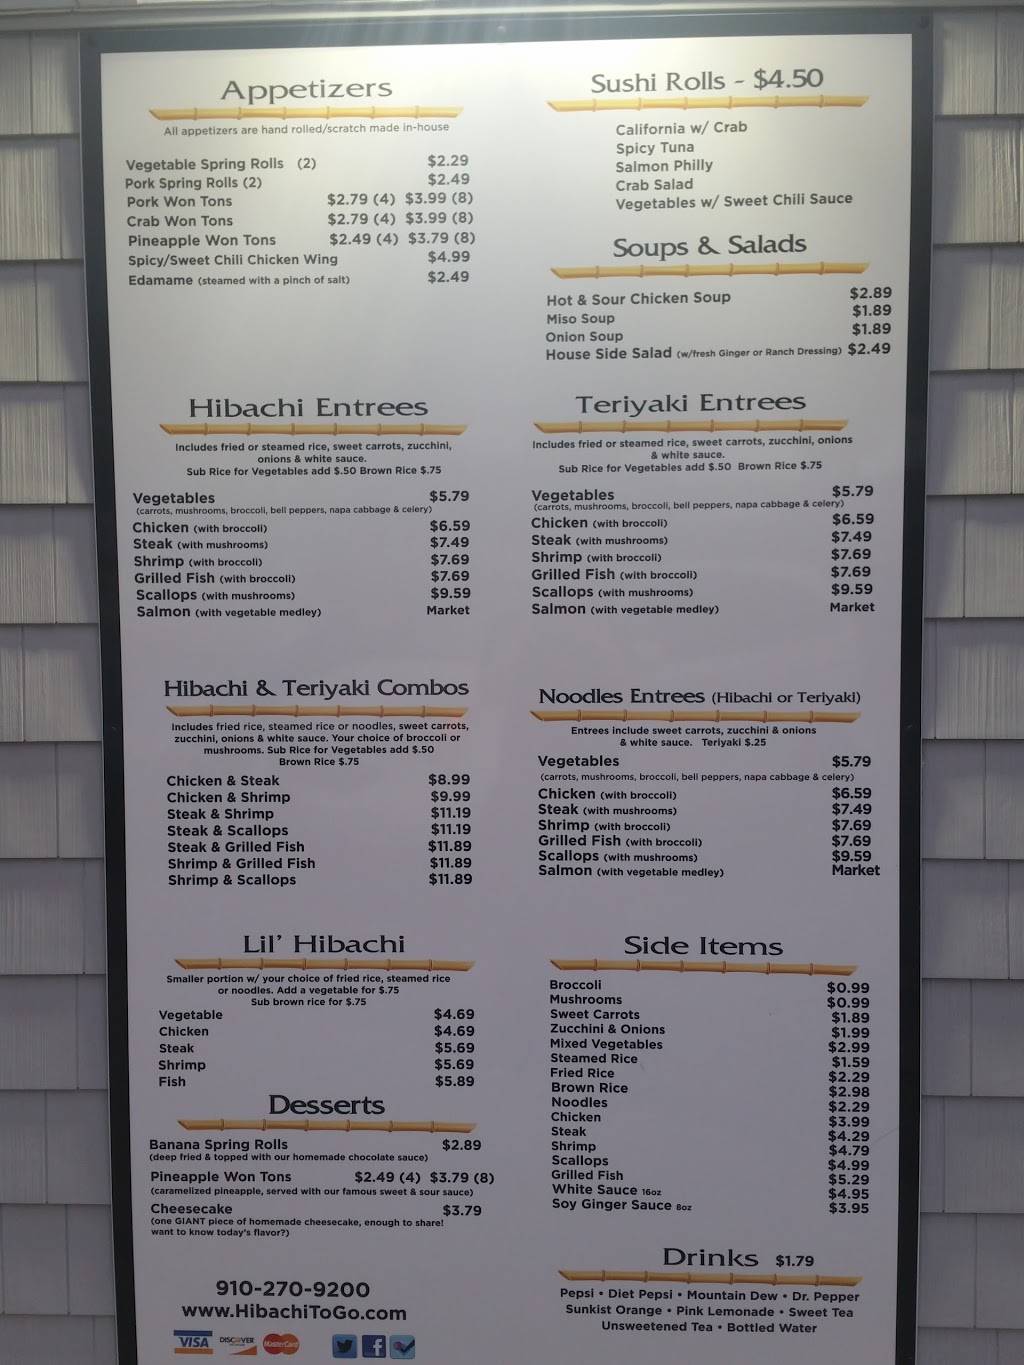 Appetizers
All appetizers are hand rolled/scratch made in-house
Vegetable Spring Rolls (2) $2.29
Pork Spring Rolls (2) $2.49
Pork Won Tons $2.79 (4) $3.99 (8)
Crab Won Tons $2.79 (4) $3.99 (8)
Pineapple Won Tons $2.49 (4) $3.79 (8)
Spicy/Sweet Chili Chicken Wing $4.99
Edamame (steamed with a pinch of salt) $2.49
Sushi Rolls - $4.50
California w/ Crab
Spicy Tuna
Salmon Philly
Crab Salad
Vegetables w/ Sweet Chili Sauce
Soups & Salads
Hot & Sour Chicken Soup $2.89
Miso Soup $1.89
Onion Soup $1.89
House Side Salad (w/fresh Ginger or Ranch Dressing) $2.49
Hibachi Entrees
Includes fried or steamed rice, sweet carrots, zucchini,
onions & white sauce.
Sub Rice for Vegetables add $.50 Brown Rice $.75
Vegetables $5.79
(carrots, mushrooms, broccoli, bell peppers, napa cabbage & celery)
Chicken (with broccoli) $6.59
Steak (with mushrooms) $7.49
Shrimp (with broccoli) $7.69
Grilled Fish (with broccoli) $7.69
Scallops (with mushrooms) $9.59
Salmon (with vegetable medley) Market
Teriyaki Entrees
Includes fried or steamed rice, sweet carrots, zucchini, onions
& white sauce.
Sub Rice for Vegetables add $.50 Brown Rice $.75
Vegetables $5.79
(carrots, mushrooms, broccoli, bell peppers, napa cabbage & celery)
Chicken (with broccoli) $6.59
Steak (with mushrooms) $7.49
Shrimp (with broccoli) $7.69
Grilled Fish (with broccoli) $7.69
Scallops (with mushrooms) $9.59
Salmon (with vegetable medley) Market
Hibachi & Teriyaki Combos
Includes fried rice, steamed rice or noodles, sweet carrots,
zucchini, onions & white sauce. Your choice of broccoli or
mushrooms. Sub Rice for Vegetables add $.50
Brown Rice $.75
Chicken & Steak $8.99
Chicken & Shrimp $9.99
Steak & Shrimp $11.19
Steak & Scallops $11.19
Steak & Grilled Fish $11.89
Shrimp & Grilled Fish $11.89
Shrimp & Scallops $11.89
Noodles Entrees (Hibachi or Teriyaki)
Entrees include sweet carrots, zucchini & onions
& white sauce. Teriyaki $.25
Vegetables $5.79
(carrots, mushrooms, broccoli, bell peppers, napa cabbage & celery)
Chicken (with broccoli) $6.59
Steak (with mushrooms) $7.49
Shrimp (with broccoli) $7.69
Grilled Fish (with broccoli) $7.69
Scallops (with mushrooms) $9.59
Salmon (with vegetable medley) Market
Lil' Hibachi
Smaller portion w/ your choice of fried rice, steamed rice
or noodles. Add a vegetable for $.75
Sub brown rice for $.75
Vegetable $4.69
Chicken $4.69
Steak $5.69
Shrimp $5.69
Fish $5.89
Desserts
Banana Spring Rolls $2.89
(deep fried & topped with our homemade chocolate sauce)
Pineapple Won Tons $2.49 (4) $3.79 (8)
(caramelized pineapple, served with our famous sweet & sour sauce)
Cheesecake $3.79
(one GIANT piece of homemade cheesecake, enough to share!
want to know today's flavor?)
910-270-9200
www.HibachiToGo.com
VISA DISCOVER MasterCard
Side Items
Broccoli $0.99
Mushrooms $0.99
Sweet Carrots $1.89
Zucchini & Onions $1.99
Mixed Vegetables $2.99
Steamed Rice $1.59
Fried Rice $2.29
Brown Rice $2.98
Noodles $2.29
Chicken $3.99
Steak $4.29
Shrimp $4.79
Scallops $4.99
Grilled Fish $5.29
White Sauce 16oz $4.95
Soy Ginger Sauce 8oz $3.95
Drinks $1.79
Pepsi • Diet Pepsi • Mountain Dew • Dr. Pepper
Sunkist Orange • Pink Lemonade • Sweet Tea
Unsweetened Tea • Bottled Water